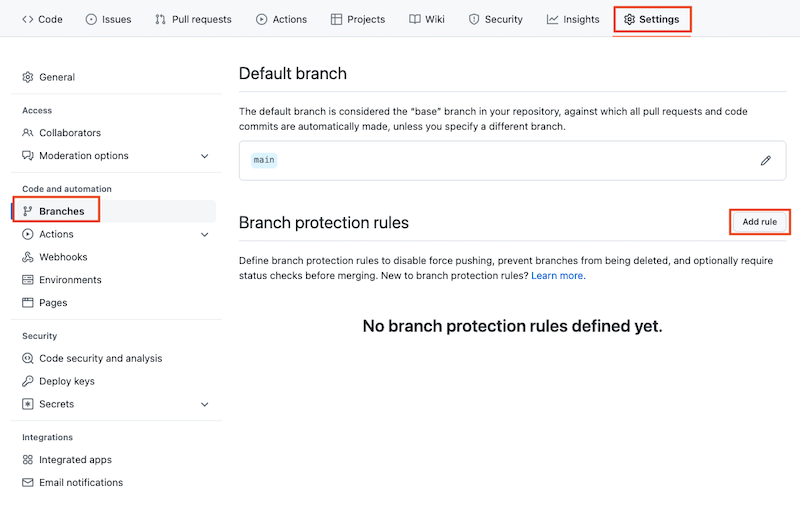 Code Issues Pull requests Actions Projects Wiki Security Insights Settings
General
Access
Collaborators
Moderation options
Code and automation
Branches
Actions
Webhooks
Environments
Pages
Security
Code security and analysis
Deploy keys
Secrets
Integrations
Integrated apps
Email notifications
Default branch
The default branch is considered the “base” branch in your repository, against which all pull requests and code
commits are automatically made, unless you specify a different branch.
main
Branch protection rules
Add rule
Define branch protection rules to disable force pushing, prevent branches from being deleted, and optionally require
status checks before merging. New to branch protection rules? Learn more.
No branch protection rules defined yet.